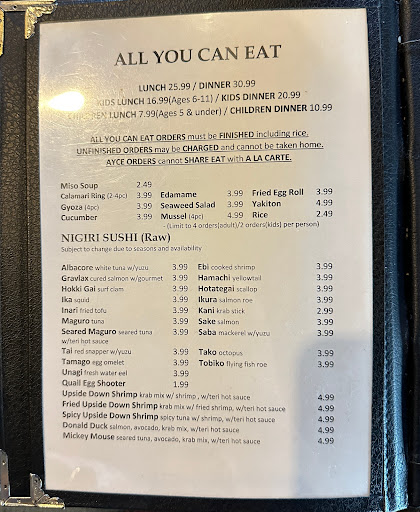 ALL YOU CAN EAT
LUNCH 25.99 / DINNER 30.99
KIDS LUNCH 16.99(Ages 6-11) / KIDS DINNER 20.99
CHILDREN LUNCH 7.99(Ages 5 & under) / CHILDREN DINNER 10.99
ALL YOU CAN EAT ORDERS must be FINISHED including rice.
UNFINISHED ORDERS may be CHARGED and cannot be taken home.
AYCE ORDERS cannot SHARE EAT with A LA CARTE.
Miso Soup 2.49
Calamari Ring (2-4pc) 3.99 Edamame 3.99 Fried Egg Roll 3.99
Gyoza (4pc) 3.99 Seaweed Salad 3.99 Yakiton 4.99
Cucumber 3.99 Mussel (4pc) 4.99 Rice 2.49
- (Limit to 4 orders(adult)/2 orders(kids) per person)
NIGIRI SUSHI (Raw)
Subject to change due to seasons and availability
Albacore white tuna w/yuzu 3.99 Ebi cooked shrimp 3.99
Gravlax cured salmon w/gourmet 3.99 Hamachi yellowtail 3.99
Hokki Gai surf clam 3.99 Hotategai scallop 3.99
Ika squid 3.99 Ikura salmon roe 3.99
Inari fried tofu 3.99 Kani krab stick 2.99
Maguro tuna 3.99 Sake salmon 3.99
Seared Maguro seared tuna 3.99 Saba mackerel w/yuzu 3.99
w/teri hot sauce
Tai red snapper w/yuzu 3.99 Tako octopus 3.99
Tamago egg omelet 3.99 Tobiko flying fish roe 3.99
Unagi fresh water eel 3.99
Quail Egg Shooter 1.99
Upside Down Shrimp krab mix w/ shrimp , w/teri hot sauce 4.99
Fried Upside Down Shrimp krab mix w/ fried shrimp, w/teri hot sauce 4.99
Spicy Upside Down Shrimp spicy tuna w/ shrimp, w/teri hot sauce 4.99
Donald Duck salmon, avocado, krab mix, w/teri hot sauce 4.99
Mickey Mouse seared tuna, avocado, krab mix, w/teri hot sauce 4.99